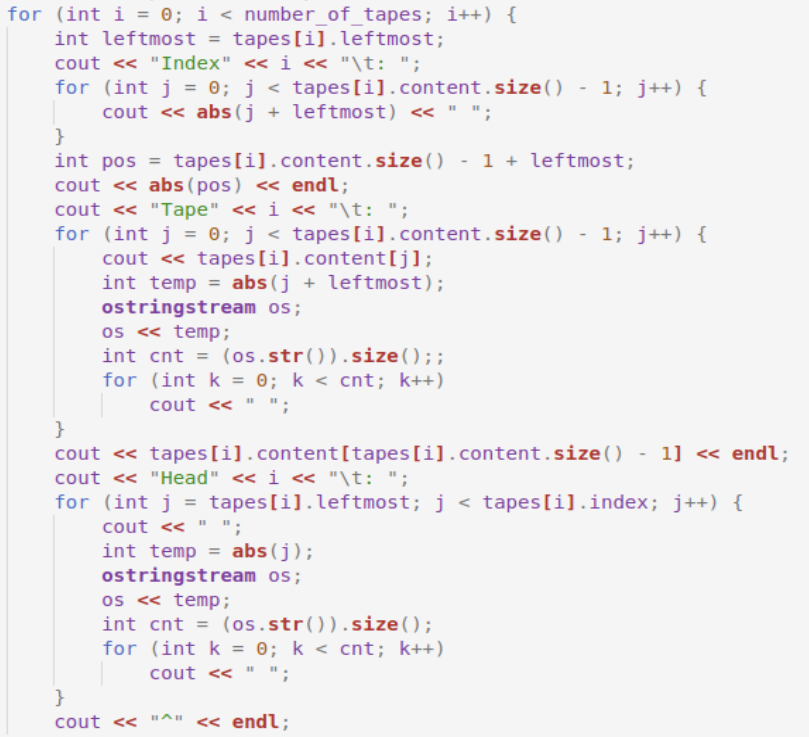 for (int i = 0; i < number_of_tapes; i++) {
    int leftmost = tapes[i].leftmost;
    cout << "Index" << i << "\t: ";
    for (int j = 0; j < tapes[i].content.size() - 1; j++) {
        cout << abs(j + leftmost) << " ";
    }
    int pos = tapes[i].content.size() - 1 + leftmost;
    cout << abs(pos) << endl;
    cout << "Tape" << i << "\t: ";
    for (int j = 0; j < tapes[i].content.size() - 1; j++) {
        cout << tapes[i].content[j];
        int temp = abs(j + leftmost);
        ostringstream os;
        os << temp;
        int cnt = (os.str()).size();;
        for (int k = 0; k < cnt; k++)
            cout << " ";
    }
    cout << tapes[i].content[tapes[i].content.size() - 1] << endl;
    cout << "Head" << i << "\t: ";
    for (int j = tapes[i].leftmost; j < tapes[i].index; j++) {
        cout << " ";
        int temp = abs(j);
        ostringstream os;
        os << temp;
        int cnt = (os.str()).size();
        for (int k = 0; k < cnt; k++)
            cout << " ";
    }
    cout << "^" << endl;